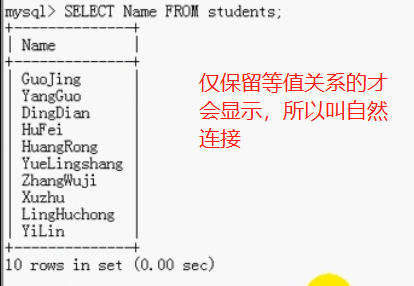 mysql> SELECT Name FROM students;
+--------------+
| Name         |
+--------------+
| GuoJing      |
| YangGuo      |
| DingDian     |
| HuFei        |
| HuangRong    |
| YueLingshang |
| ZhangWuji    |
| Xuzhu        |
| LingHuchong  |
| YiLin        |
+--------------+
10 rows in set (0.00 sec)
仅保留等值关系的才
会显示，所以叫自然
连接